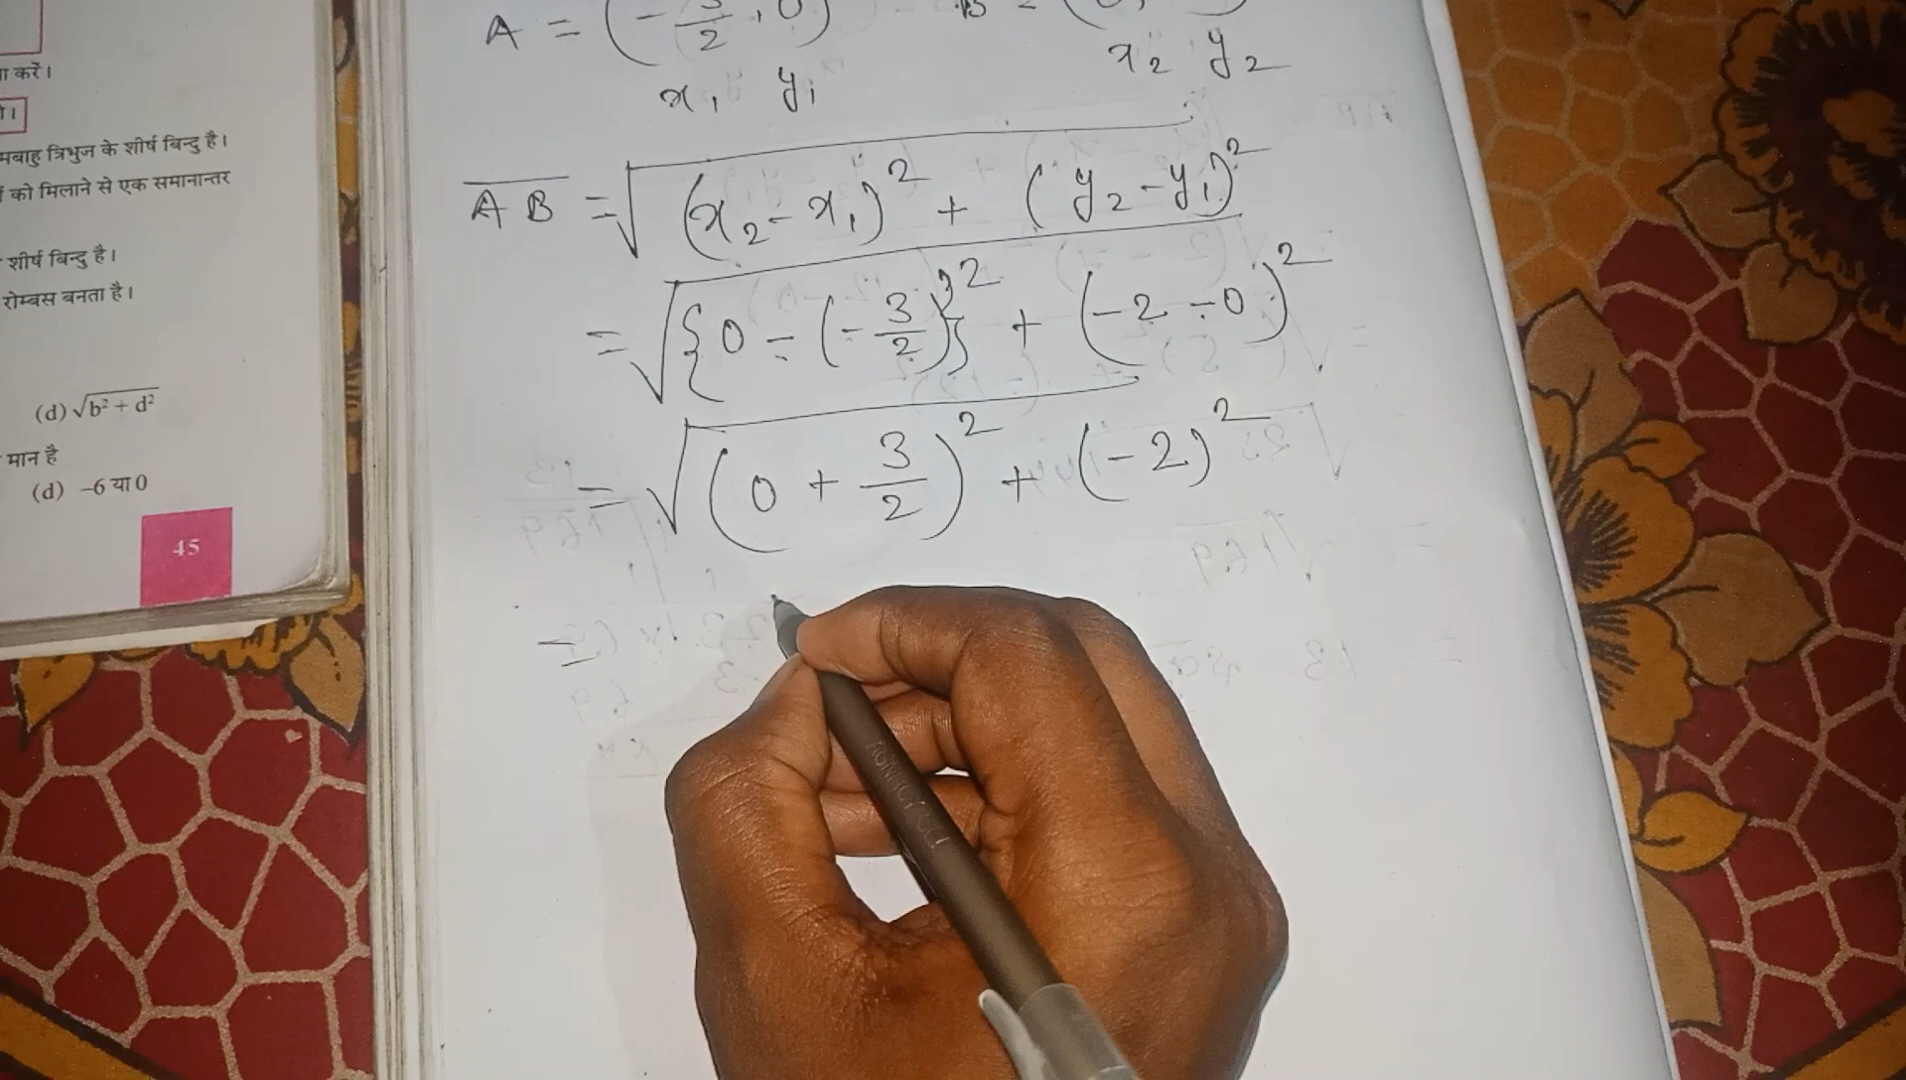 ा करें।
मबाहु त्रिभुज के शीर्ष बिन्दु है।
को मिलाने से एक समानान्तर
शीर्ष बिन्दु है।
रोम्बस बनता है।
(d) √b² + d²
मान है
(d) –6 या 0
45
A = (-3/2, 0) B =
x₁ y₁ x₂ y₂
AB = √(x₂ - x₁)² + (y₂ - y₁)²
= √{0 - (-3/2)}² + (-2 - 0)²
= √(0 + 3/2)² + (-2)²